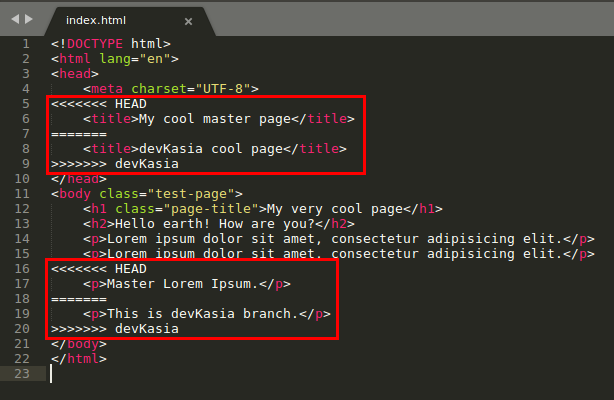 index.html ×
1 <!DOCTYPE html>
2 <html lang="en">
3 <head>
4     <meta charset="UTF-8">
5 <<<<<<< HEAD
6     <title>My cool master page</title>
7 =======
8     <title>devKasia cool page</title>
9 >>>>>>> devKasia
10 </head>
11 <body class="test-page">
12     <h1 class="page-title">My very cool page</h1>
13     <h2>Hello earth! How are you?</h2>
14     <p>Lorem ipsum dolor sit amet, consectetur adipisicing elit.</p>
15     <p>Lorem ipsum dolor sit amet, consectetur adipisicing elit.</p>
16 <<<<<<< HEAD
17     <p>Master Lorem Ipsum.</p>
18 =======
19     <p>This is devKasia branch.</p>
20 >>>>>>> devKasia
21 </body>
22 </html>
23